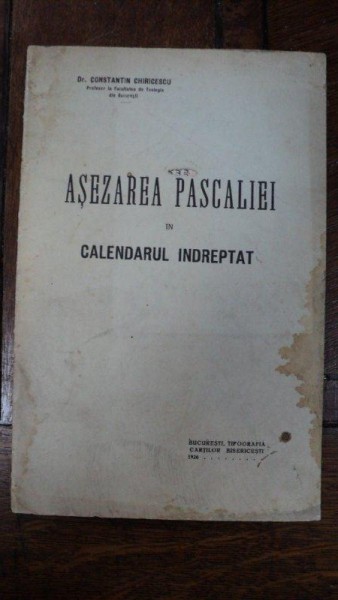 Dr. CONSTANTIN CHIRICESCU
Profesor la Facultatea de Teologie
din București
AȘEZAREA PASCALIEI
IN
CALENDARUL INDREPTAT
BUCUREȘTI, TIPOGRAFIA
CĂRȚILOR BISERICEȘTI